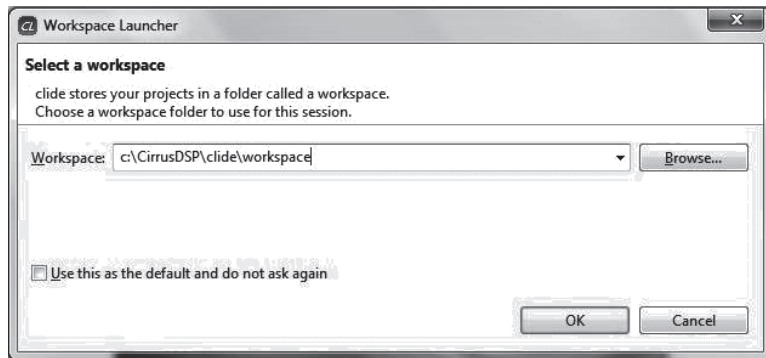 CL Workspace Launcher
x
Select a workspace
clide stores your projects in a folder called a workspace.
Choose a workspace folder to use for this session.
Workspace: c:\CirrusDSP\clide\workspace Browse...
Use this as the default and do not ask again
OK Cancel